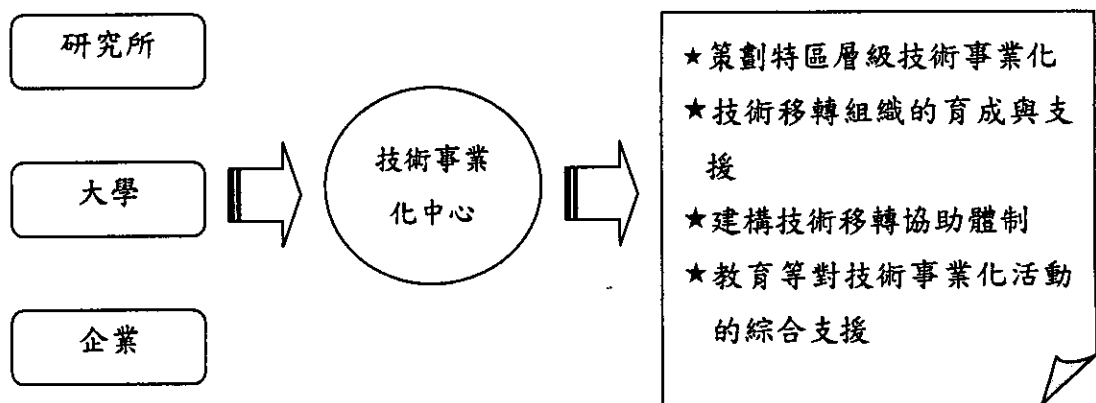 研究所
大學
企業
技術事業
化中心
★策劃特區層級技術事業化
★技術移轉組織的育成與支
援
★建構技術移轉協助體制
★教育等對技術事業化活動
的綜合支援